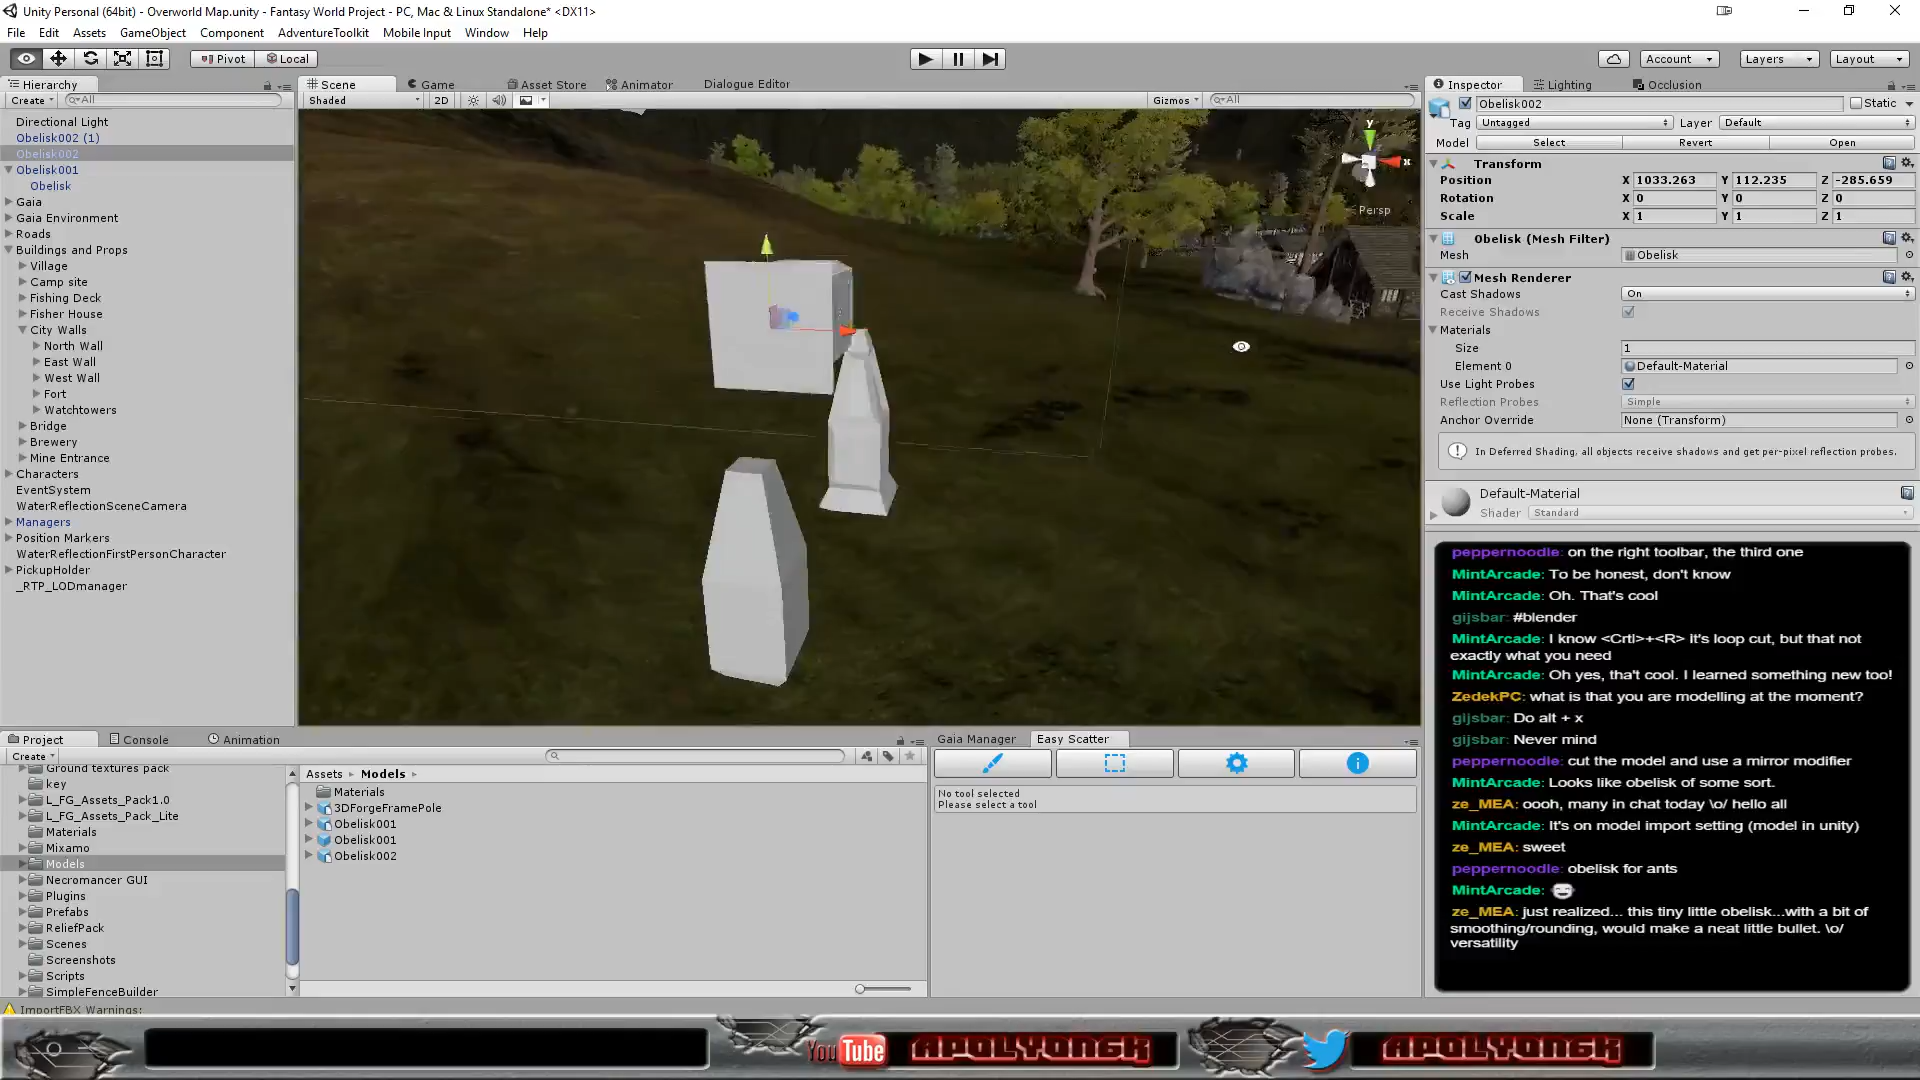 Unity Personal (64bit) - Overworld Map.unity - Fantasy World Project - PC, Mac & Linux Standalone* <DX11>
File Edit Assets GameObject Component AdventureToolkit Mobile Input Window Help
Pivot Local Account Layers Layout
Hierarchy Scene Game Asset Store Animator Dialogue Editor Inspector Lighting Occlusion
Create All Shaded 2D Gizmos All
Obelisk002 Static
Tag Untagged Layer Default
Model Select Revert Open
Transform
Position X 1033.263 Y 112.235 Z -285.659
Rotation X 0 Y 0 Z 0
Scale X 1 Y 1 Z 1
Obelisk (Mesh Filter)
Mesh Obelisk
Mesh Renderer
Cast Shadows On
Receive Shadows
Materials
Size 1
Element 0 Default-Material
Use Light Probes
Reflection Probes Simple
Anchor Override None (Transform)
In Deferred Shading, all objects receive shadows and get per-pixel reflection probes.
Default-Material
Shader Standard
y
x
Persp
Directional Light
Obelisk002 (1)
Obelisk002
Obelisk001
Obelisk
Gaia
Gaia Environment
Roads
Buildings and Props
Village
Camp site
Fishing Deck
Fisher House
City Walls
North Wall
East Wall
West Wall
Fort
Watchtowers
Bridge
Brewery
Mine Entrance
Characters
EventSystem
WaterReflectionSceneCamera
Managers
Position Markers
WaterReflectionFirstPersonCharacter
PickupHolder
_RTP_LODmanager
peppernoodle: on the right toolbar, the third one
MintArcade: To be honest, don't know
MintArcade: Oh. That's cool
gijsbar: #blender
MintArcade: I know <Crtl>+<R> it's loop cut, but that not
exactly what you need
MintArcade: Oh yes, tha't cool. I learned something new too!
ZedekPC: what is that you are modelling at the moment?
gijsbar: Do alt + x
gijsbar: Never mind
peppernoodle: cut the model and use a mirror modifier
MintArcade: Looks like obelisk of some sort.
ze_MEA: oooh, many in chat today \o/ hello all
MintArcade: It's on model import setting (model in unity)
ze_MEA: sweet
peppernoodle: obelisk for ants
MintArcade:
ze_MEA: just realized... this tiny little obelisk...with a bit of
smoothing/rounding, would make a neat little bullet. \o/
versatility
Project Console Animation
Create
Ground textures pack
key
L_FG_Assets_Pack1.0
L_FG_Assets_Pack_Lite
Materials
Mixamo
Models
Necromancer GUI
Plugins
Prefabs
ReliefPack
Scenes
Screenshots
Scripts
SimpleFenceBuilder
Assets Models
Materials
3DForgeFramePole
Obelisk001
Obelisk001
Obelisk002
Gaia Manager Easy Scatter
No tool selected
Please select a tool
ImportFBX Warnings:
YouTube APOLYON6K APOLYON6K